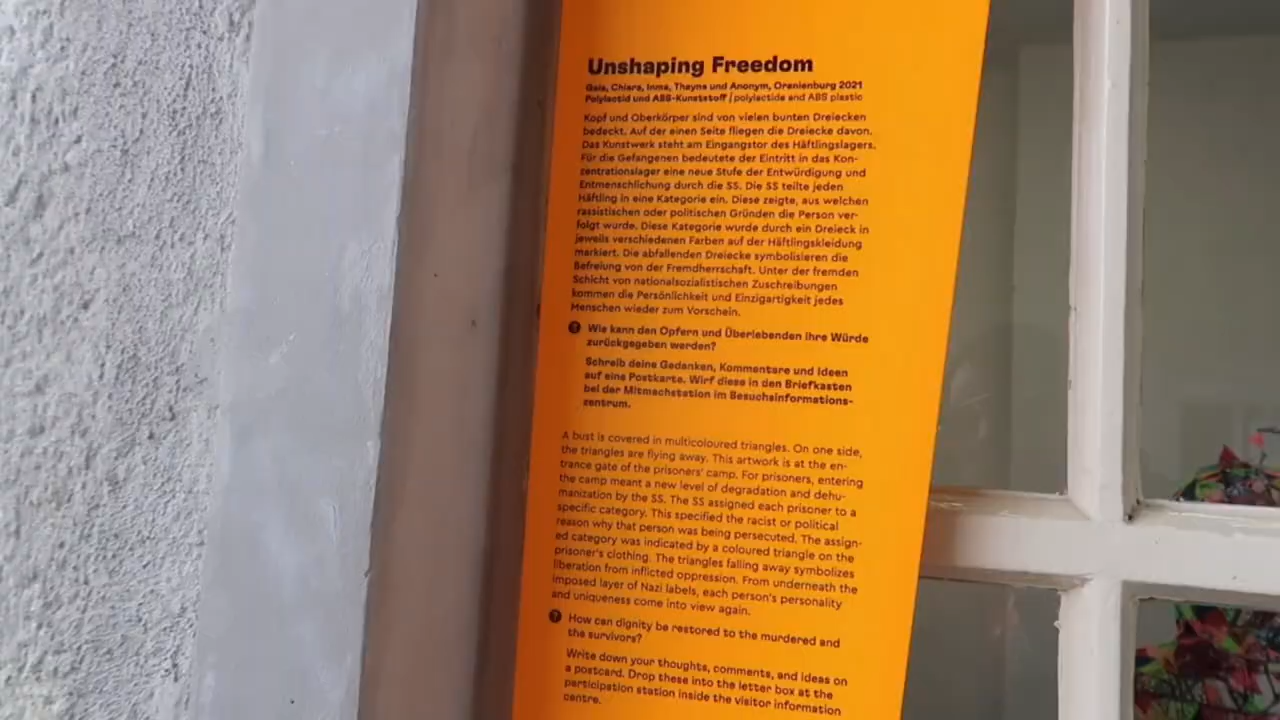 Unshaping Freedom
Gaia, Chiara, Inna, Thayna und Anonym, Oranienburg 2021
Polylactid und ABS-Kunststoff / polylactide and ABS plastic
Kopf und Oberkörper sind von vielen bunten Dreiecken
bedeckt. Auf der einen Seite fliegen die Dreiecke davon.
Das Kunstwerk steht am Eingangstor des Häftlingslagers.
Für die Gefangenen bedeutete der Eintritt in das Kon-
zentrationslager eine neue Stufe der Entwürdigung und
Entmenschlichung durch die SS. Die SS teilte jeden
Häftling in eine Kategorie ein. Diese zeigte, aus welchen
rassistischen oder politischen Gründen die Person ver-
folgt wurde. Diese Kategorie wurde durch ein Dreieck in
jeweils verschiedenen Farben auf der Häftlingskleidung
markiert. Die abfallenden Dreiecke symbolisieren die
Befreiung von der Fremdherrschaft. Unter der fremden
Schicht von nationalsozialistischen Zuschreibungen
kommen die Persönlichkeit und Einzigartigkeit jedes
Menschen wieder zum Vorschein.
? Wie kann den Opfern und Überlebenden ihre Würde
zurückgegeben werden?
Schreib deine Gedanken, Kommentare und Ideen
auf eine Postkarte. Wirf diese in den Briefkasten
bei der Mitmachstation im Besuchsinformations-
zentrum.
A bust is covered in multicoloured triangles. On one side,
the triangles are flying away. This artwork is at the en-
trance gate of the prisoners' camp. For prisoners, entering
the camp meant a new level of degradation and dehu-
manization by the SS. The SS assigned each prisoner to a
specific category. This specified the racist or political
reason why that person was being persecuted. The assign-
ed category was indicated by a coloured triangle on the
prisoner's clothing. The triangles falling away symbolizes
liberation from inflicted oppression. From underneath the
imposed layer of Nazi labels, each person's personality
and uniqueness come into view again.
? How can dignity be restored to the murdered and
the survivors?
Write down your thoughts, comments, and ideas on
a postcard. Drop these into the letter box at the
participation station inside the visitor information
centre.